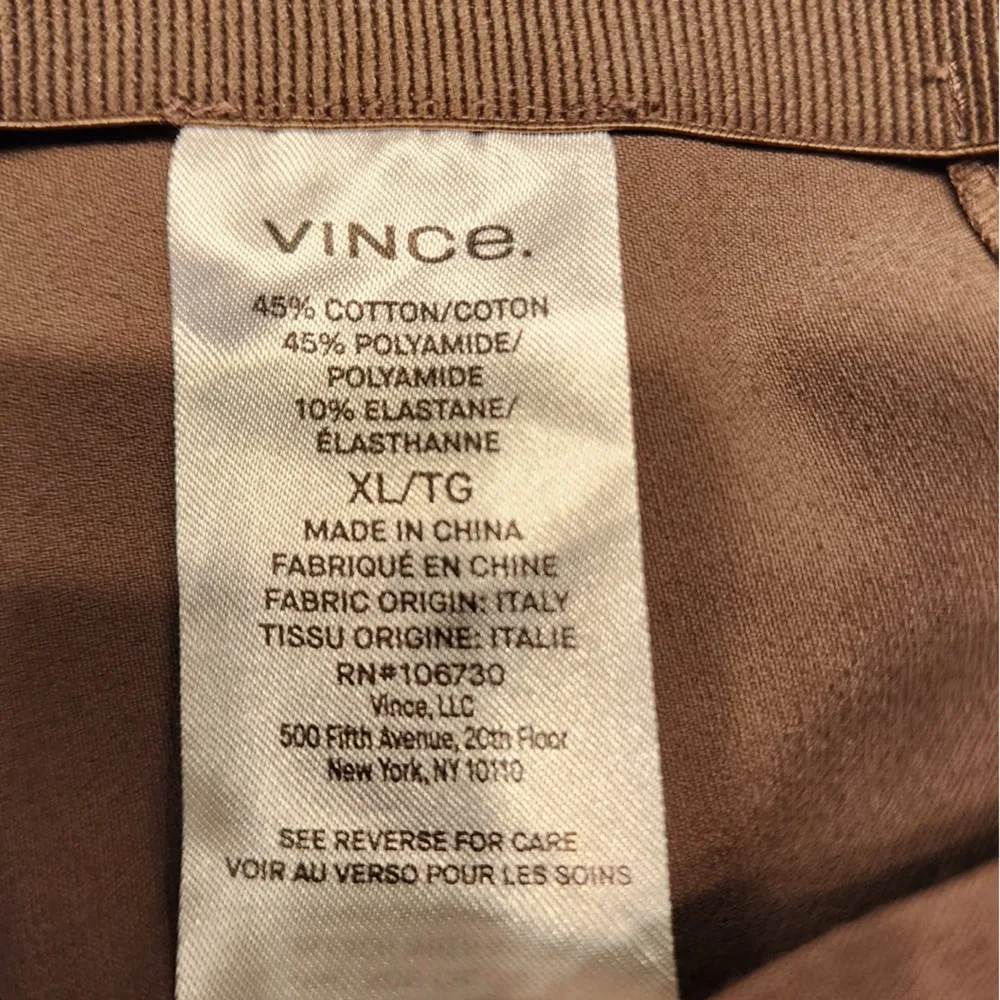 VINCe.
45% COTTON/COTON
45% POLYAMIDE/
POLYAMIDE
10% ELASTANE/
ÉLASTHANNE
XL/TG
MADE IN CHINA
FABRIQUÉ EN CHINE
FABRIC ORIGIN: ITALY
TISSU ORIGINE: ITALIE
RN#106730
Vince, LLC
500 Fifth Avenue, 20th Floor
New York, NY 10110
SEE REVERSE FOR CARE
VOIR AU VERSO POUR LES SOINS